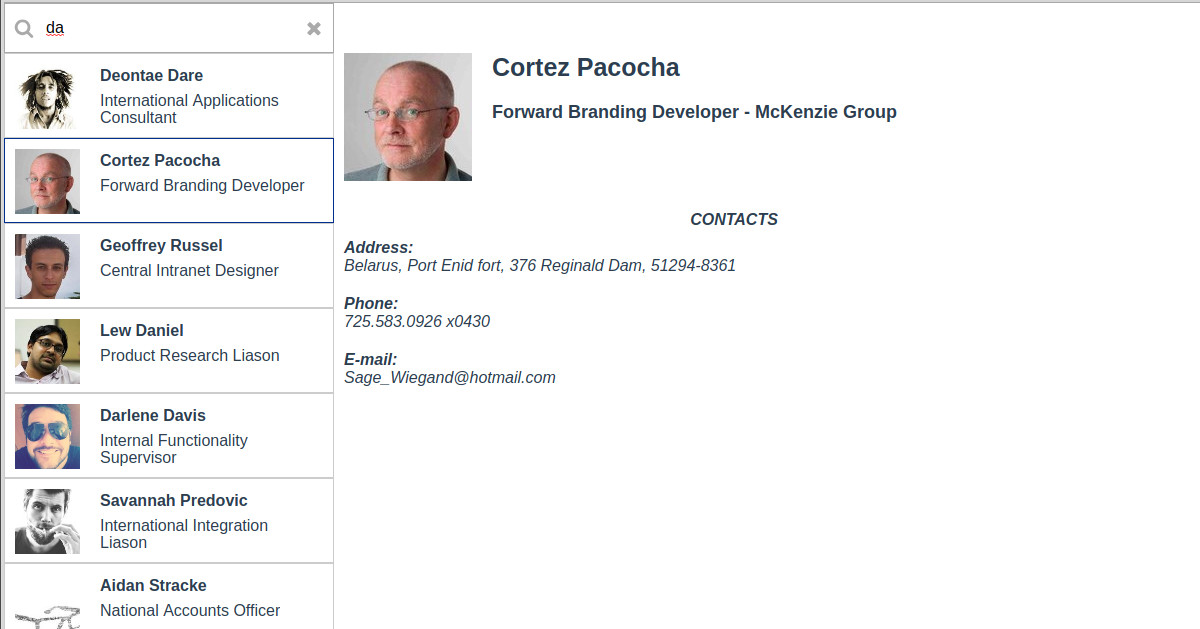 da
Deontae Dare
International Applications
Consultant
Cortez Pacocha
Forward Branding Developer
Geoffrey Russel
Central Intranet Designer
Lew Daniel
Product Research Liason
Darlene Davis
Internal Functionality
Supervisor
Savannah Predovic
International Integration
Liason
Aidan Stracke
National Accounts Officer
Cortez Pacocha
Forward Branding Developer - McKenzie Group
CONTACTS
Address:
Belarus, Port Enid fort, 376 Reginald Dam, 51294-8361
Phone:
725.583.0926 x0430
E-mail:
Sage_Wiegand@hotmail.com